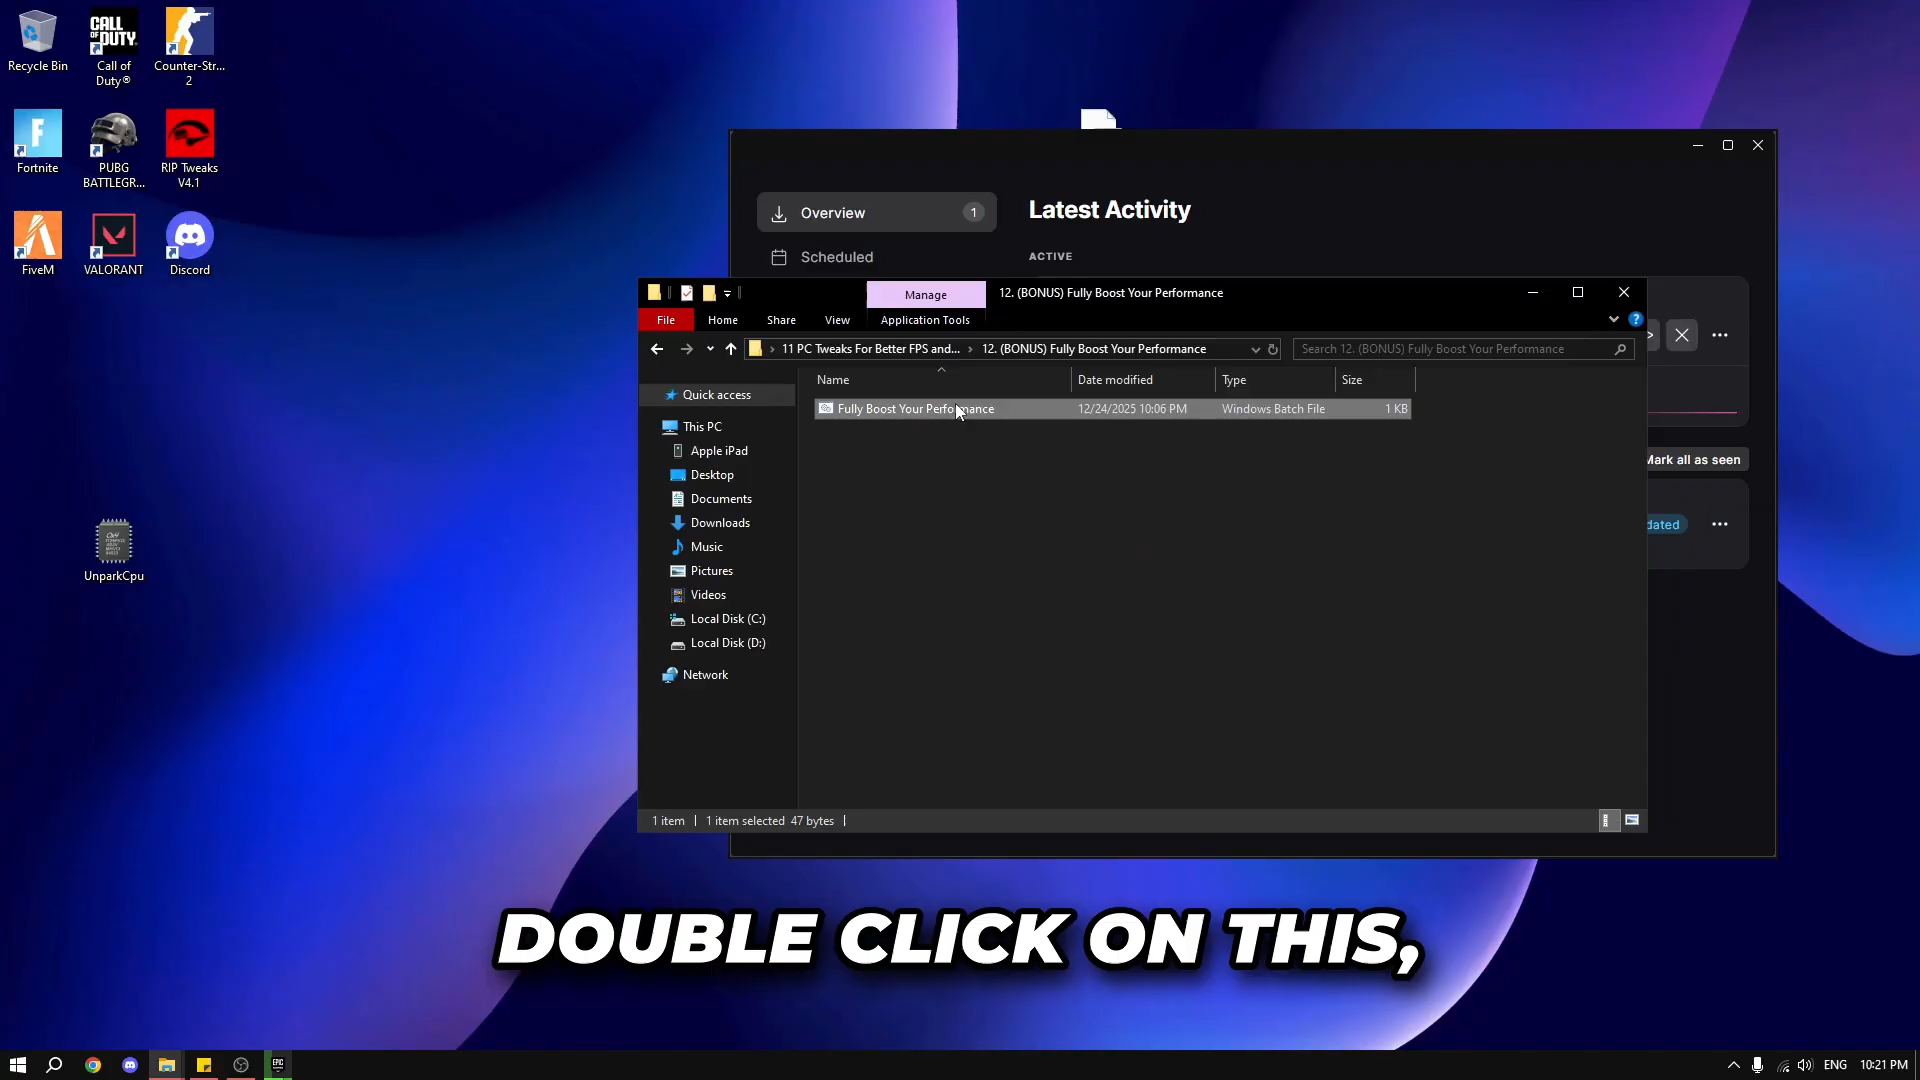 Recycle Bin
Call of
Duty®
Counter-Str...
2
Fortnite
PUBG
BATTLEGR...
RIP Tweaks
V4.1
FiveM
VALORANT
Discord
UnparkCpu
CALL
OF
DUTY
Overview
1
Scheduled
Latest Activity
ACTIVE
Mark all as seen
dated
Manage
12. (BONUS) Fully Boost Your Performance
File
Home
Share
View
Application Tools
11 PC Tweaks For Better FPS and...
12. (BONUS) Fully Boost Your Performance
Search 12. (BONUS) Fully Boost Your Performance
Name
Date modified
Type
Size
Fully Boost Your Performance
12/24/2025 10:06 PM
Windows Batch File
1 KB
Quick access
This PC
Apple iPad
Desktop
Documents
Downloads
Music
Pictures
Videos
Local Disk (C:)
Local Disk (D:)
Network
1 item
1 item selected 47 bytes
DOUBLE CLICK ON THIS,
EPIC
ENG
10:21 PM